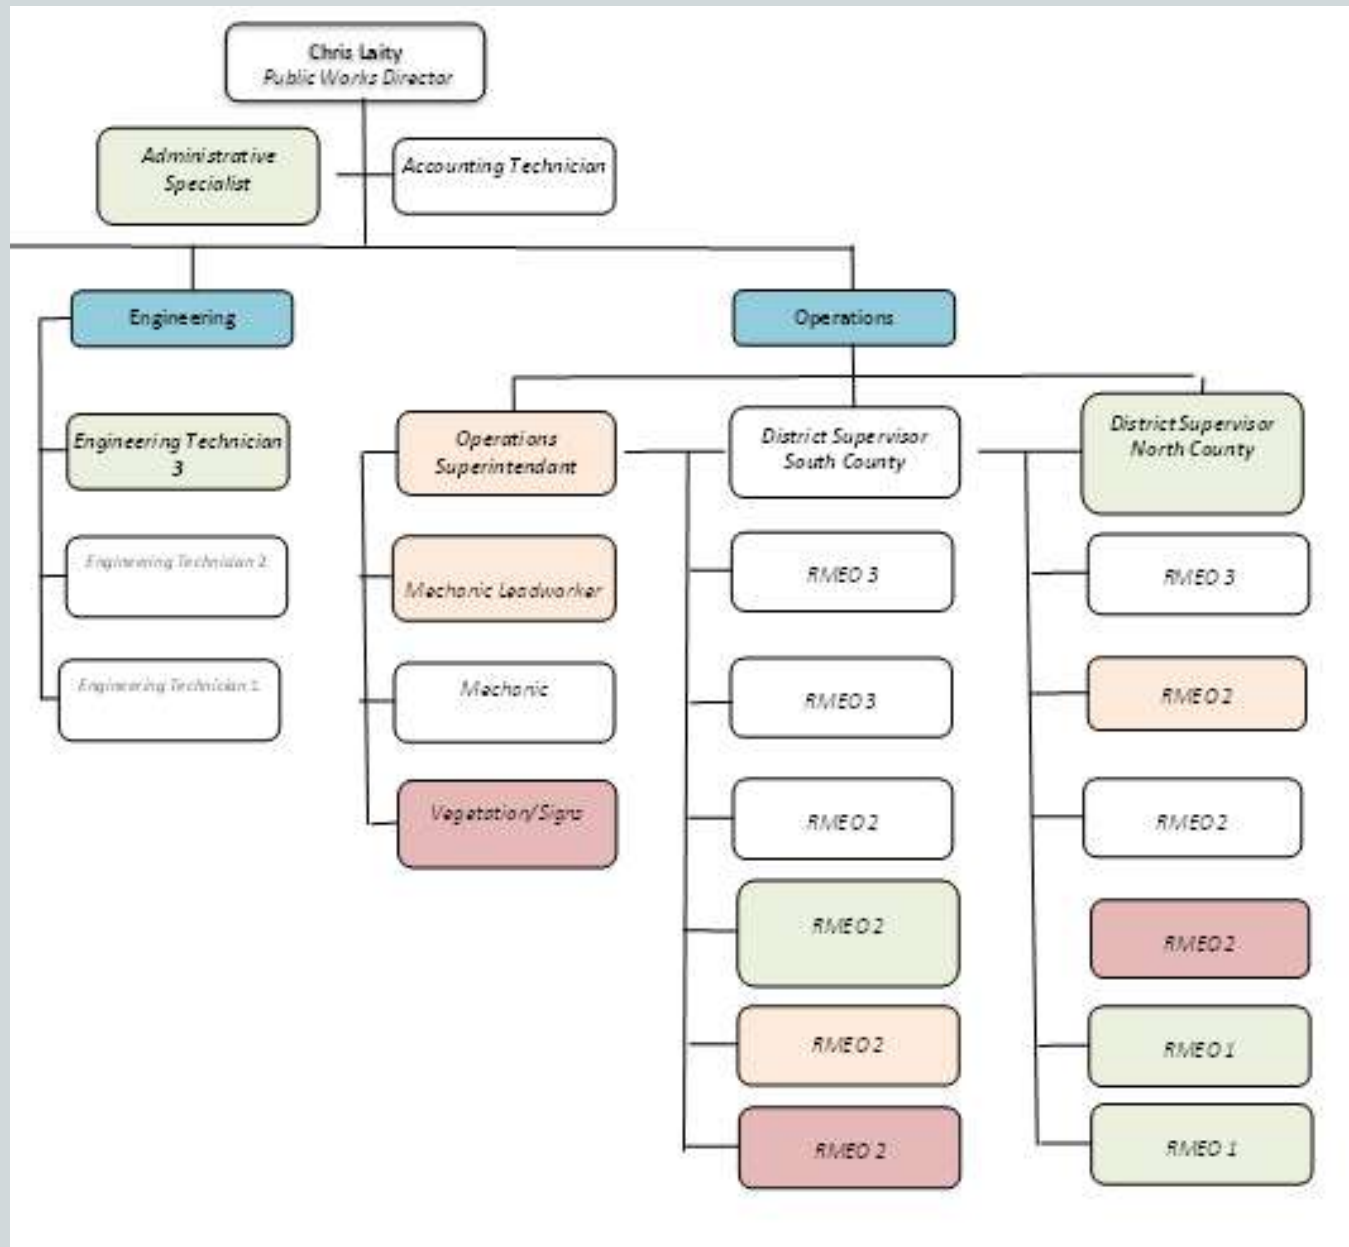 Chris Laity
Public Works Director
Administrative
Specialist
Accounting Technician
Engineering
Operations
Engineering Technician
3
Engineering Technician 2
Engineering Technician 1
Operations
Superintendant
Mechanic Leadworker
Mechanic
Vegetation/Signs
District Supervisor
South County
RMEO 3
RMEO 3
RMEO 2
RMEO 2
RMEO 2
RMEO 2
District Supervisor
North County
RMEO 3
RMEO 2
RMEO 2
RMEO 2
RMEO 1
RMEO 1